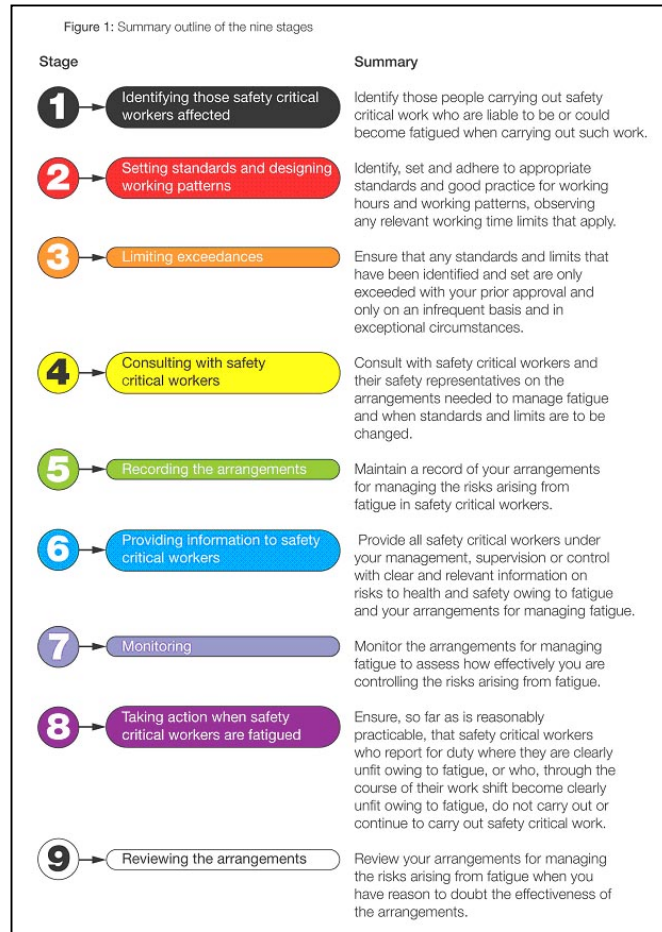 Figure 1: Summary outline of the nine stages
Stage
Summary
1
Identifying those safety critical
workers affected
Identify those people carrying out safety
critical work who are liable to be or could
become fatigued when carrying out such work.
2
Setting standards and designing
working patterns
Identify, set and adhere to appropriate
standards and good practice for working
hours and working patterns, observing
any relevant working time limits that apply.
3
Limiting exceedances
Ensure that any standards and limits that
have been identified and set are only
exceeded with your prior approval and
only on an infrequent basis and in
exceptional circumstances.
4
Consulting with safety
critical workers
Consult with safety critical workers and
their safety representatives on the
arrangements needed to manage fatigue
and when standards and limits are to be
changed.
5
Recording the arrangements
Maintain a record of your arrangements
for managing the risks arising from
fatigue in safety critical workers.
6
Providing information to safety
critical workers
Provide all safety critical workers under
your management, supervision or control
with clear and relevant information on
risks to health and safety owing to fatigue
and your arrangements for managing fatigue.
7
Monitoring
Monitor the arrangements for managing
fatigue to assess how effectively you are
controlling the risks arising from fatigue.
8
Taking action when safety
critical workers are fatigued
Ensure, so far as is reasonably
practicable, that safety critical workers
who report for duty where they are clearly
unfit owing to fatigue, or who, through the
course of their work shift become clearly
unfit owing to fatigue, do not carry out or
continue to carry out safety critical work.
9
Reviewing the arrangements
Review your arrangements for managing
the risks arising from fatigue when you
have reason to doubt the effectiveness of
the arrangements.